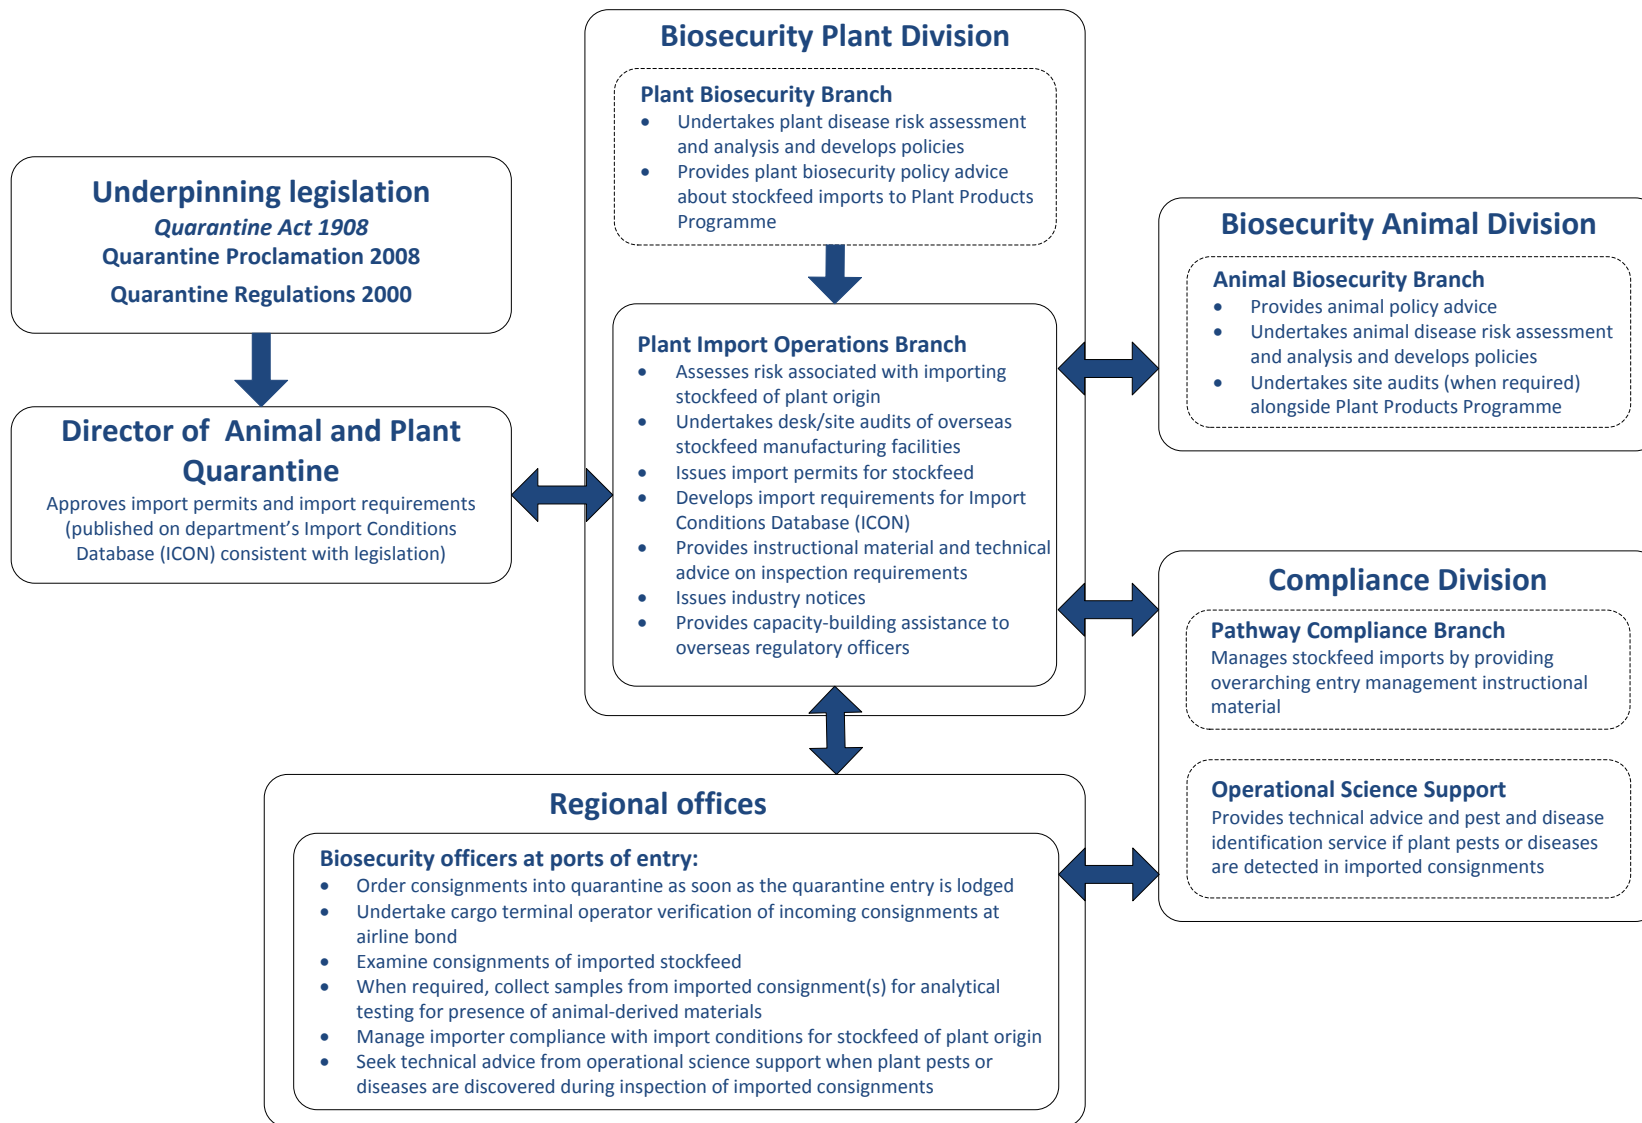 Biosecurity Plant Division
Plant Biosecurity Branch
• Undertakes plant disease risk assessment
and analysis and develops policies
• Provides plant biosecurity policy advice
about stockfeed imports to Plant Products
Programme
Underpinning legislation
Quarantine Act 1908
Quarantine Proclamation 2008
Quarantine Regulations 2000
Director of Animal and Plant
Quarantine
Approves import permits and import requirements
(published on department’s Import Conditions
Database (ICON) consistent with legislation)
Plant Import Operations Branch
• Assesses risk associated with importing
stockfeed of plant origin
• Undertakes desk/site audits of overseas
stockfeed manufacturing facilities
• Issues import permits for stockfeed
• Develops import requirements for Import
Conditions Database (ICON)
• Provides instructional material and technical
advice on inspection requirements
• Issues industry notices
• Provides capacity-building assistance to
overseas regulatory officers
Biosecurity Animal Division
Animal Biosecurity Branch
• Provides animal policy advice
• Undertakes animal disease risk assessment
and analysis and develops policies
• Undertakes site audits (when required)
alongside Plant Products Programme
Compliance Division
Pathway Compliance Branch
Manages stockfeed imports by providing
overarching entry management instructional
material
Operational Science Support
Provides technical advice and pest and disease
identification service if plant pests or diseases
are detected in imported consignments
Regional offices
Biosecurity officers at ports of entry:
• Order consignments into quarantine as soon as the quarantine entry is lodged
• Undertake cargo terminal operator verification of incoming consignments at
airline bond
• Examine consignments of imported stockfeed
• When required, collect samples from imported consignment(s) for analytical
testing for presence of animal-derived materials
• Manage importer compliance with import conditions for stockfeed of plant origin
• Seek technical advice from operational science support when plant pests or
diseases are discovered during inspection of imported consignments